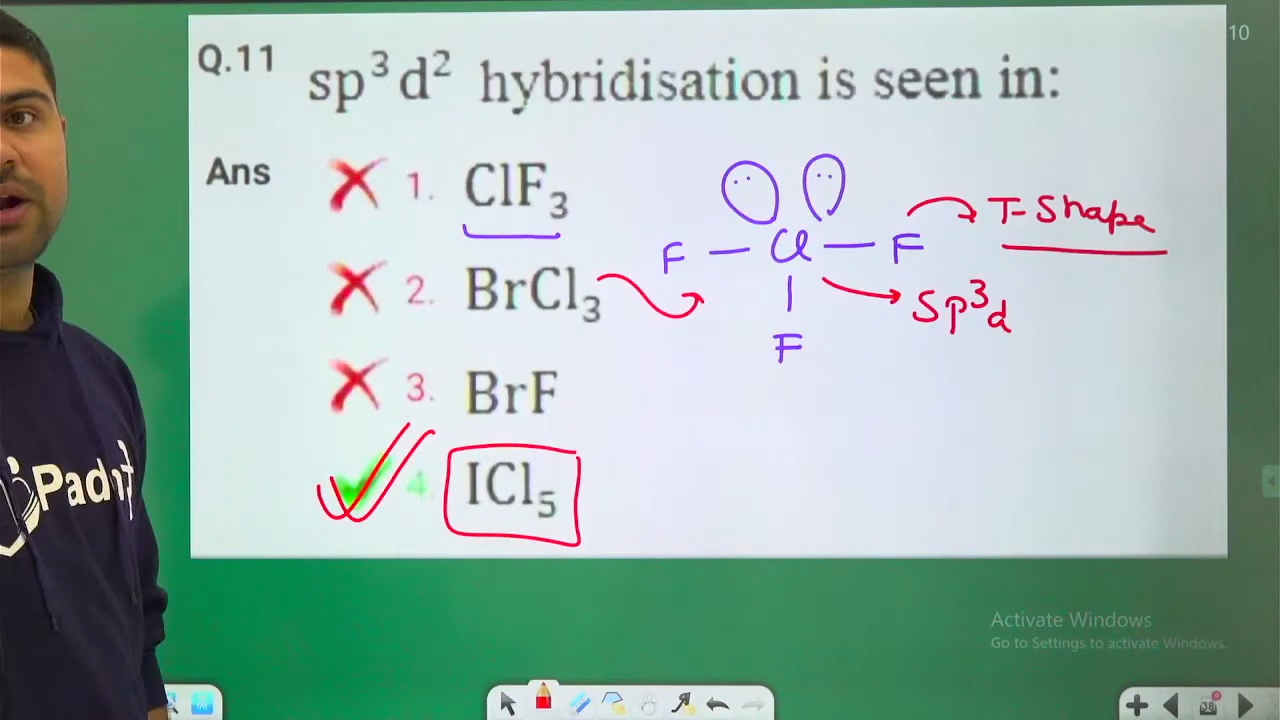 10
Q.11 sp³d² hybridisation is seen in:
Ans
1. ClF₃
2. BrCl₃
3. BrF
4. ICl₅
F — Cl — F
F
T-Shape
Sp³d
Activate Windows
Go to Settings to activate Windows.
38